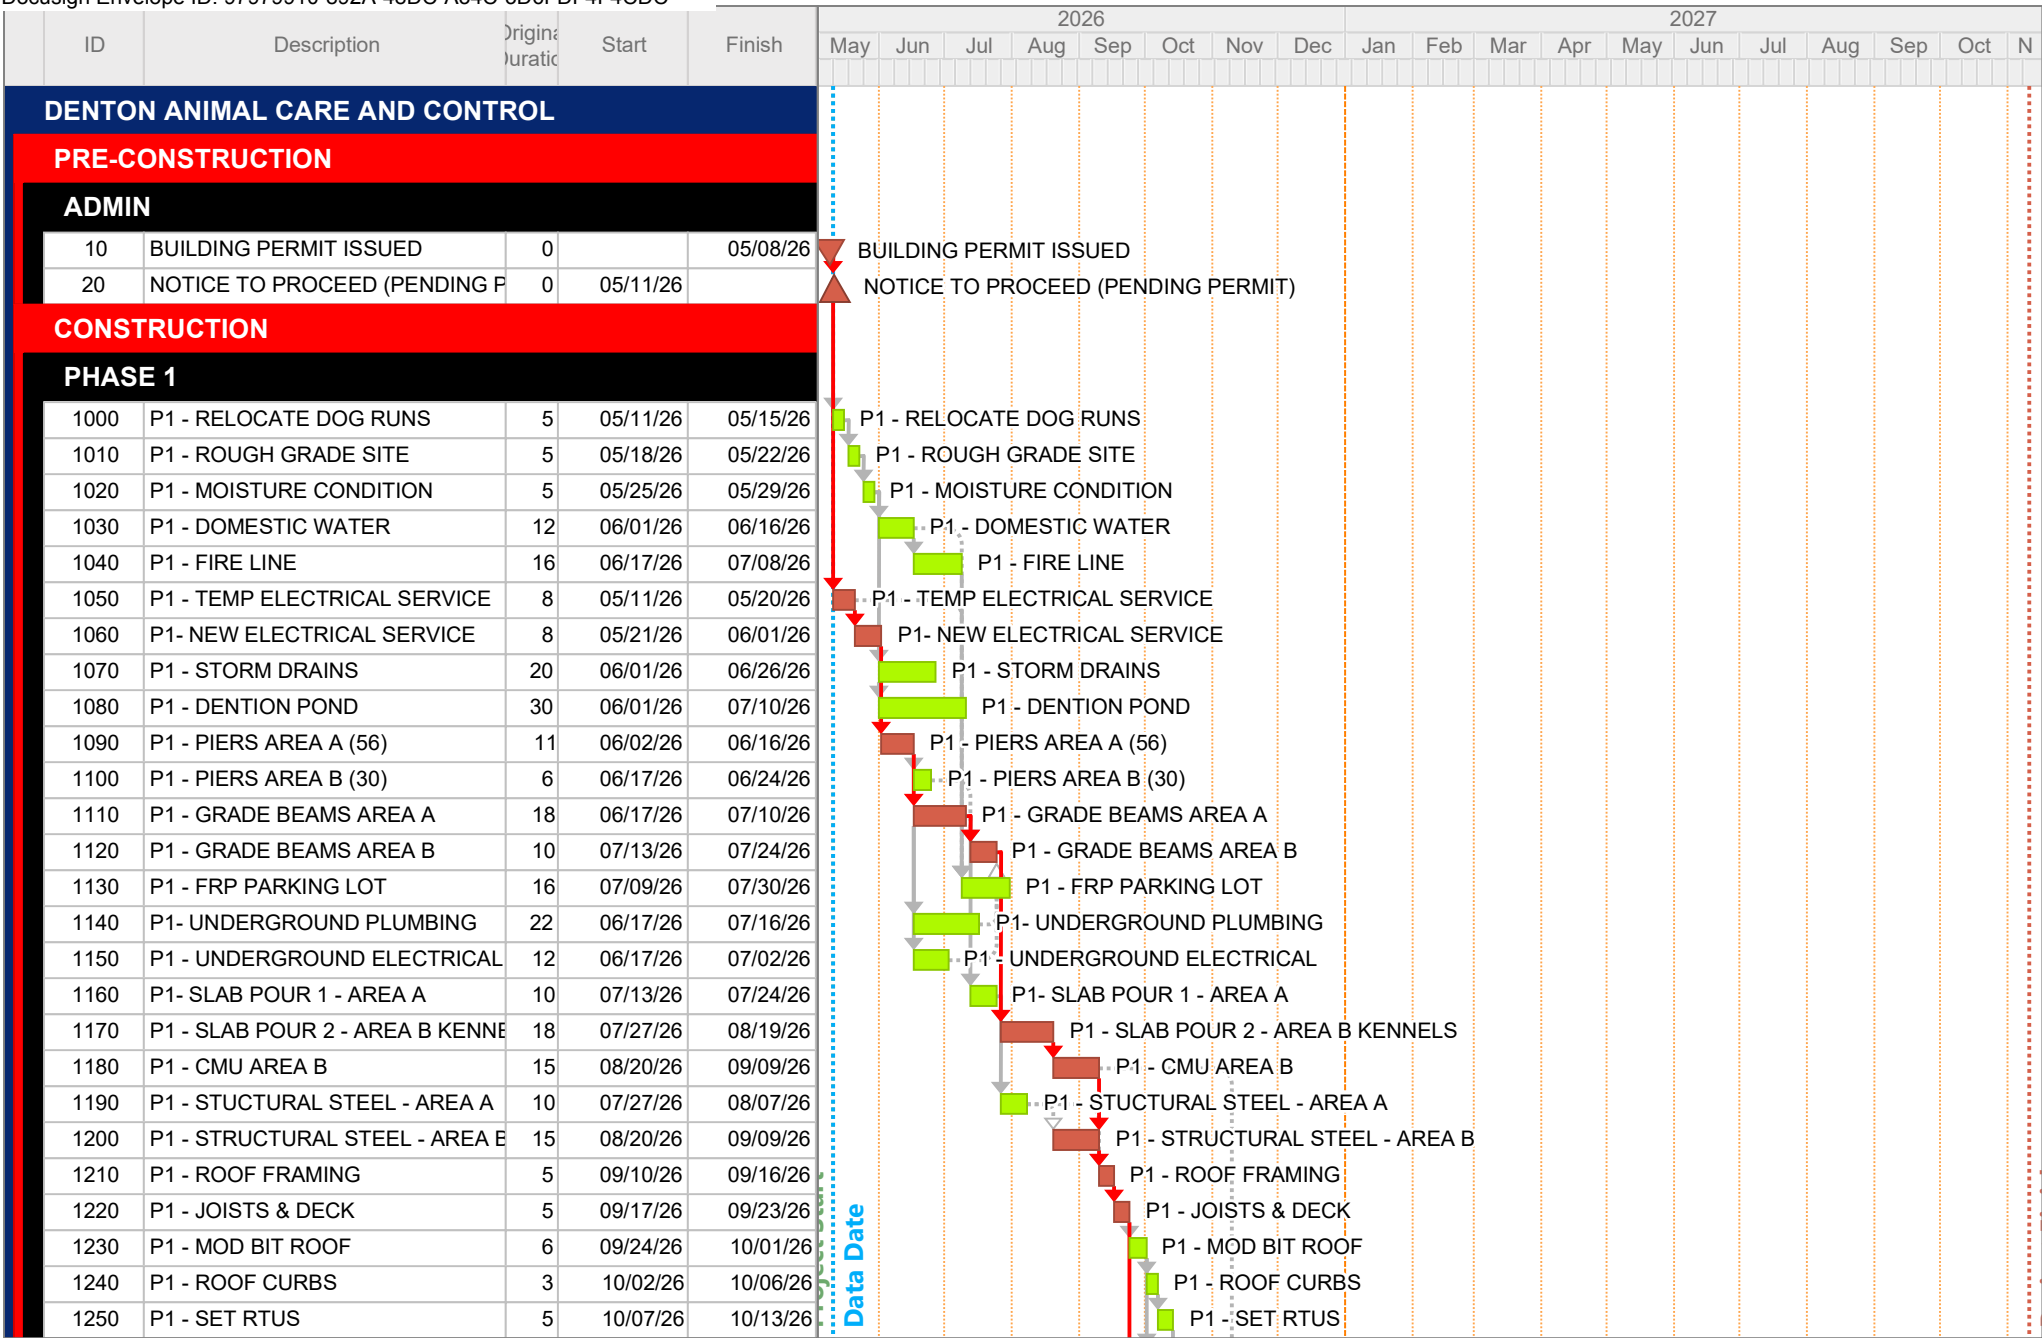 2026 2027
ID Description Start Finish May Jun Jul Aug Sep Oct Nov Dec Jan Feb Mar Apr May Jun Jul Aug Sep Oct N
DENTON ANIMAL CARE AND CONTROL
PRE-CONSTRUCTION
ADMIN
10 BUILDING PERMIT ISSUED 0 05/08/26 BUILDING PERMIT ISSUED
20 NOTICE TO PROCEED (PENDING P 0 05/11/26 NOTICE TO PROCEED (PENDING PERMIT)
CONSTRUCTION
PHASE 1
1000 P1 - RELOCATE DOG RUNS 5 05/11/26 05/15/26 P1 - RELOCATE DOG RUNS
1010 P1 - ROUGH GRADE SITE 5 05/18/26 05/22/26 P1 - ROUGH GRADE SITE
1020 P1 - MOISTURE CONDITION 5 05/25/26 05/29/26 P1 - MOISTURE CONDITION
1030 P1 - DOMESTIC WATER 12 06/01/26 06/16/26 P1 - DOMESTIC WATER
1040 P1 - FIRE LINE 16 06/17/26 07/08/26 P1 - FIRE LINE
1050 P1 - TEMP ELECTRICAL SERVICE 8 05/11/26 05/20/26 P1 - TEMP ELECTRICAL SERVICE
1060 P1- NEW ELECTRICAL SERVICE 8 05/21/26 06/01/26 P1- NEW ELECTRICAL SERVICE
1070 P1 - STORM DRAINS 20 06/01/26 06/26/26 P1 - STORM DRAINS
1080 P1 - DENTION POND 30 06/01/26 07/10/26 P1 - DENTION POND
1090 P1 - PIERS AREA A (56) 11 06/02/26 06/16/26 P1 - PIERS AREA A (56)
1100 P1 - PIERS AREA B (30) 6 06/17/26 06/24/26 P1 - PIERS AREA B (30)
1110 P1 - GRADE BEAMS AREA A 18 06/17/26 07/10/26 P1 - GRADE BEAMS AREA A
1120 P1 - GRADE BEAMS AREA B 10 07/13/26 07/24/26 P1 - GRADE BEAMS AREA B
1130 P1 - FRP PARKING LOT 16 07/09/26 07/30/26 P1 - FRP PARKING LOT
1140 P1- UNDERGROUND PLUMBING 22 06/17/26 07/16/26 P1- UNDERGROUND PLUMBING
1150 P1 - UNDERGROUND ELECTRICAL 12 06/17/26 07/02/26 P1 - UNDERGROUND ELECTRICAL
1160 P1- SLAB POUR 1 - AREA A 10 07/13/26 07/24/26 P1- SLAB POUR 1 - AREA A
1170 P1 - SLAB POUR 2 - AREA B KENNE 18 07/27/26 08/19/26 P1 - SLAB POUR 2 - AREA B KENNELS
1180 P1 - CMU AREA B 15 08/20/26 09/09/26 P1 - CMU AREA B
1190 P1 - STUCTURAL STEEL - AREA A 10 07/27/26 08/07/26 P1 - STUCTURAL STEEL - AREA A
1200 P1 - STRUCTURAL STEEL - AREA B 15 08/20/26 09/09/26 P1 - STRUCTURAL STEEL - AREA B
1210 P1 - ROOF FRAMING 5 09/10/26 09/16/26 P1 - ROOF FRAMING
1220 P1 - JOISTS & DECK 5 09/17/26 09/23/26 P1 - JOISTS & DECK
1230 P1 - MOD BIT ROOF 6 09/24/26 10/01/26 P1 - MOD BIT ROOF
1240 P1 - ROOF CURBS 3 10/02/26 10/06/26 P1 - ROOF CURBS
1250 P1 - SET RTUS 5 10/07/26 10/13/26 P1 - SET RTUS
Data Date